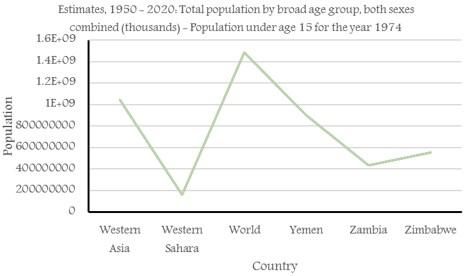 Estimates, 1950 - 2020: Total population by broad age group, both sexes
combined (thousands) - Population under age 15 for the year 1974
1.6E+09
1.4E+09
1.2E+09
1E+09
800000000
600000000
400000000
200000000
0
Population
Western Asia
Western Sahara
World
Yemen
Zambia
Zimbabwe
Country